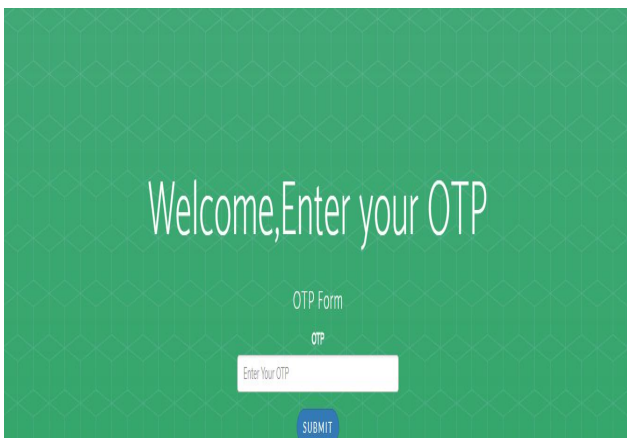 Welcome,Enter your OTP
OTP Form
OTP
Enter Your OTP
SUBMIT